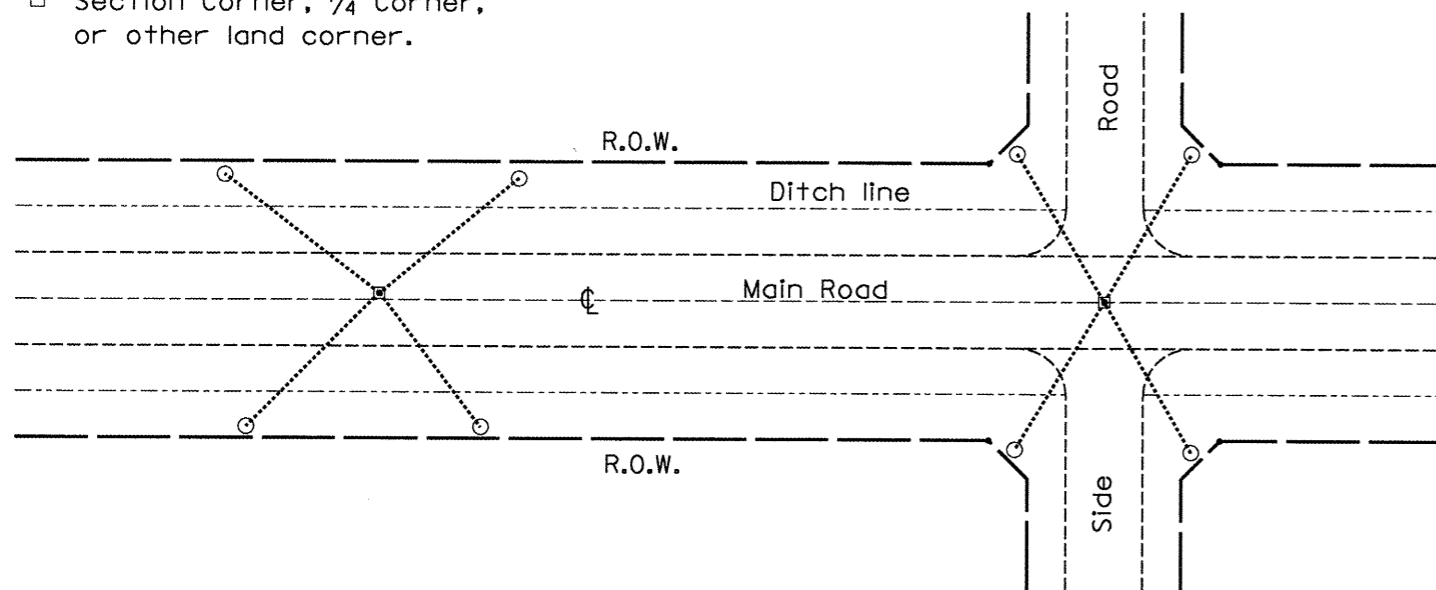 □ Section Corner, 1/4 Corner,
or other land corner.
Road
R.O.W.
Ditch line
Main Road
℄
R.O.W.
Side